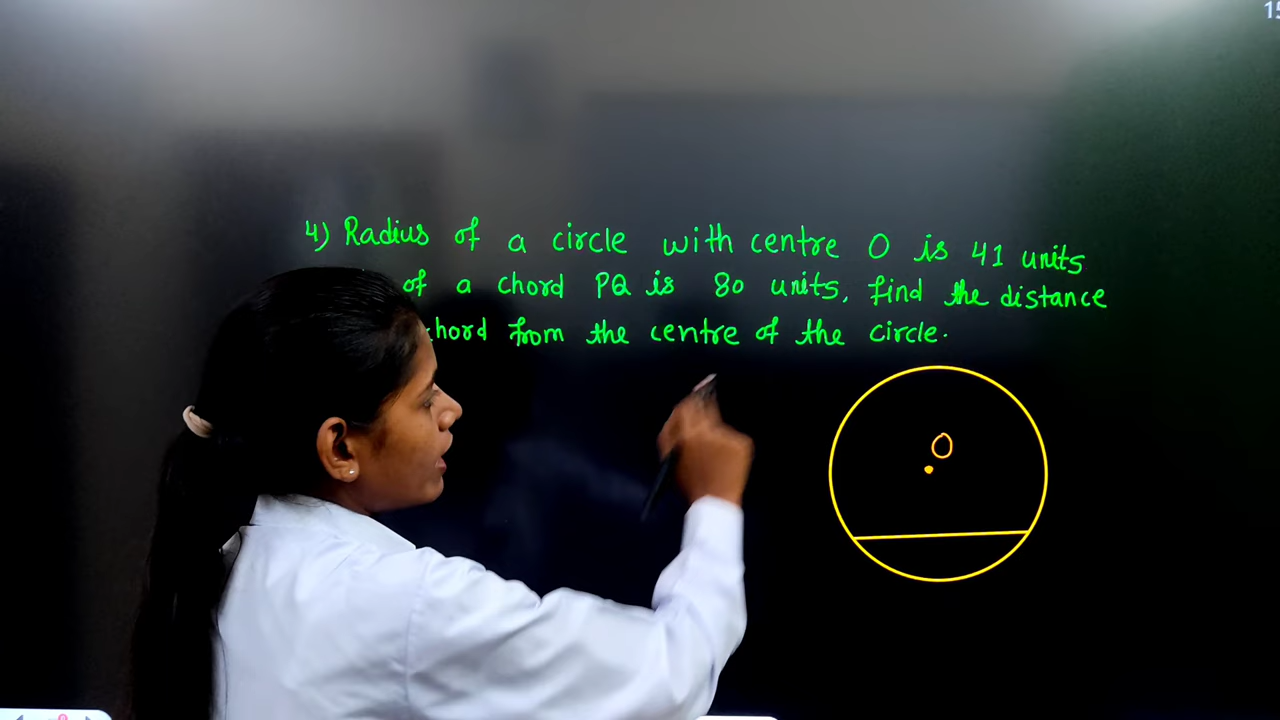 15
4) Radius of a circle with centre O is 41 units
of a chord PQ is 80 units, find the distance
chord from the centre of the circle.
O